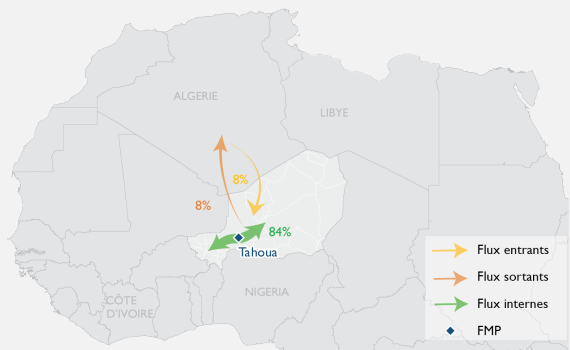 ALGERIE
LIBYE
8%
8%
84%
Tahoua
NIGERIA
CÔTE
D'IVOIRE
Flux entrants
Flux sortants
Flux internes
FMP